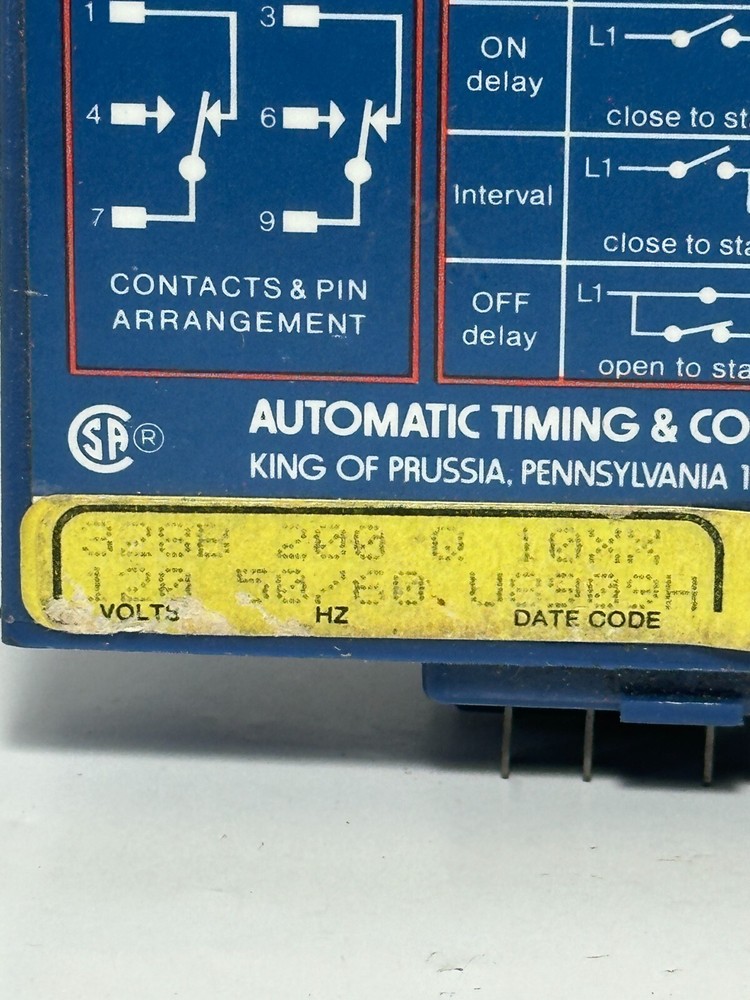 1
3
ON
delay
L1
4
6
close to sta
Interval
L1
7
9
close to sta
CONTACTS & PIN
ARRANGEMENT
OFF
delay
L1
open to sta
SA ®
AUTOMATIC TIMING & CO
KING OF PRUSSIA, PENNSYLVANIA 1
328B 200 Q 10XX
120 50/60
VOLTS HZ DATE CODE